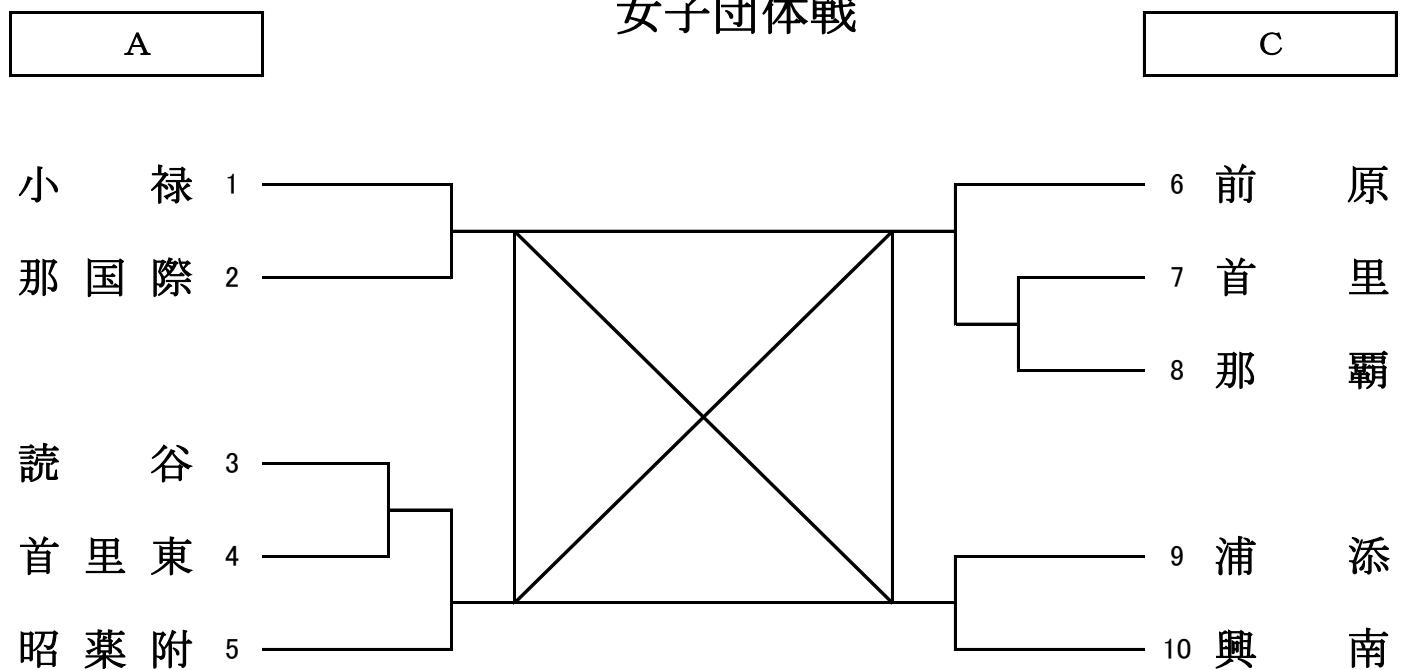 女子団体戦
A
C
小禄 1
那国際 2
読谷 3
首里東 4
昭薬附 5
6 前原
7 首里
8 那覇
9 浦添
10 興南